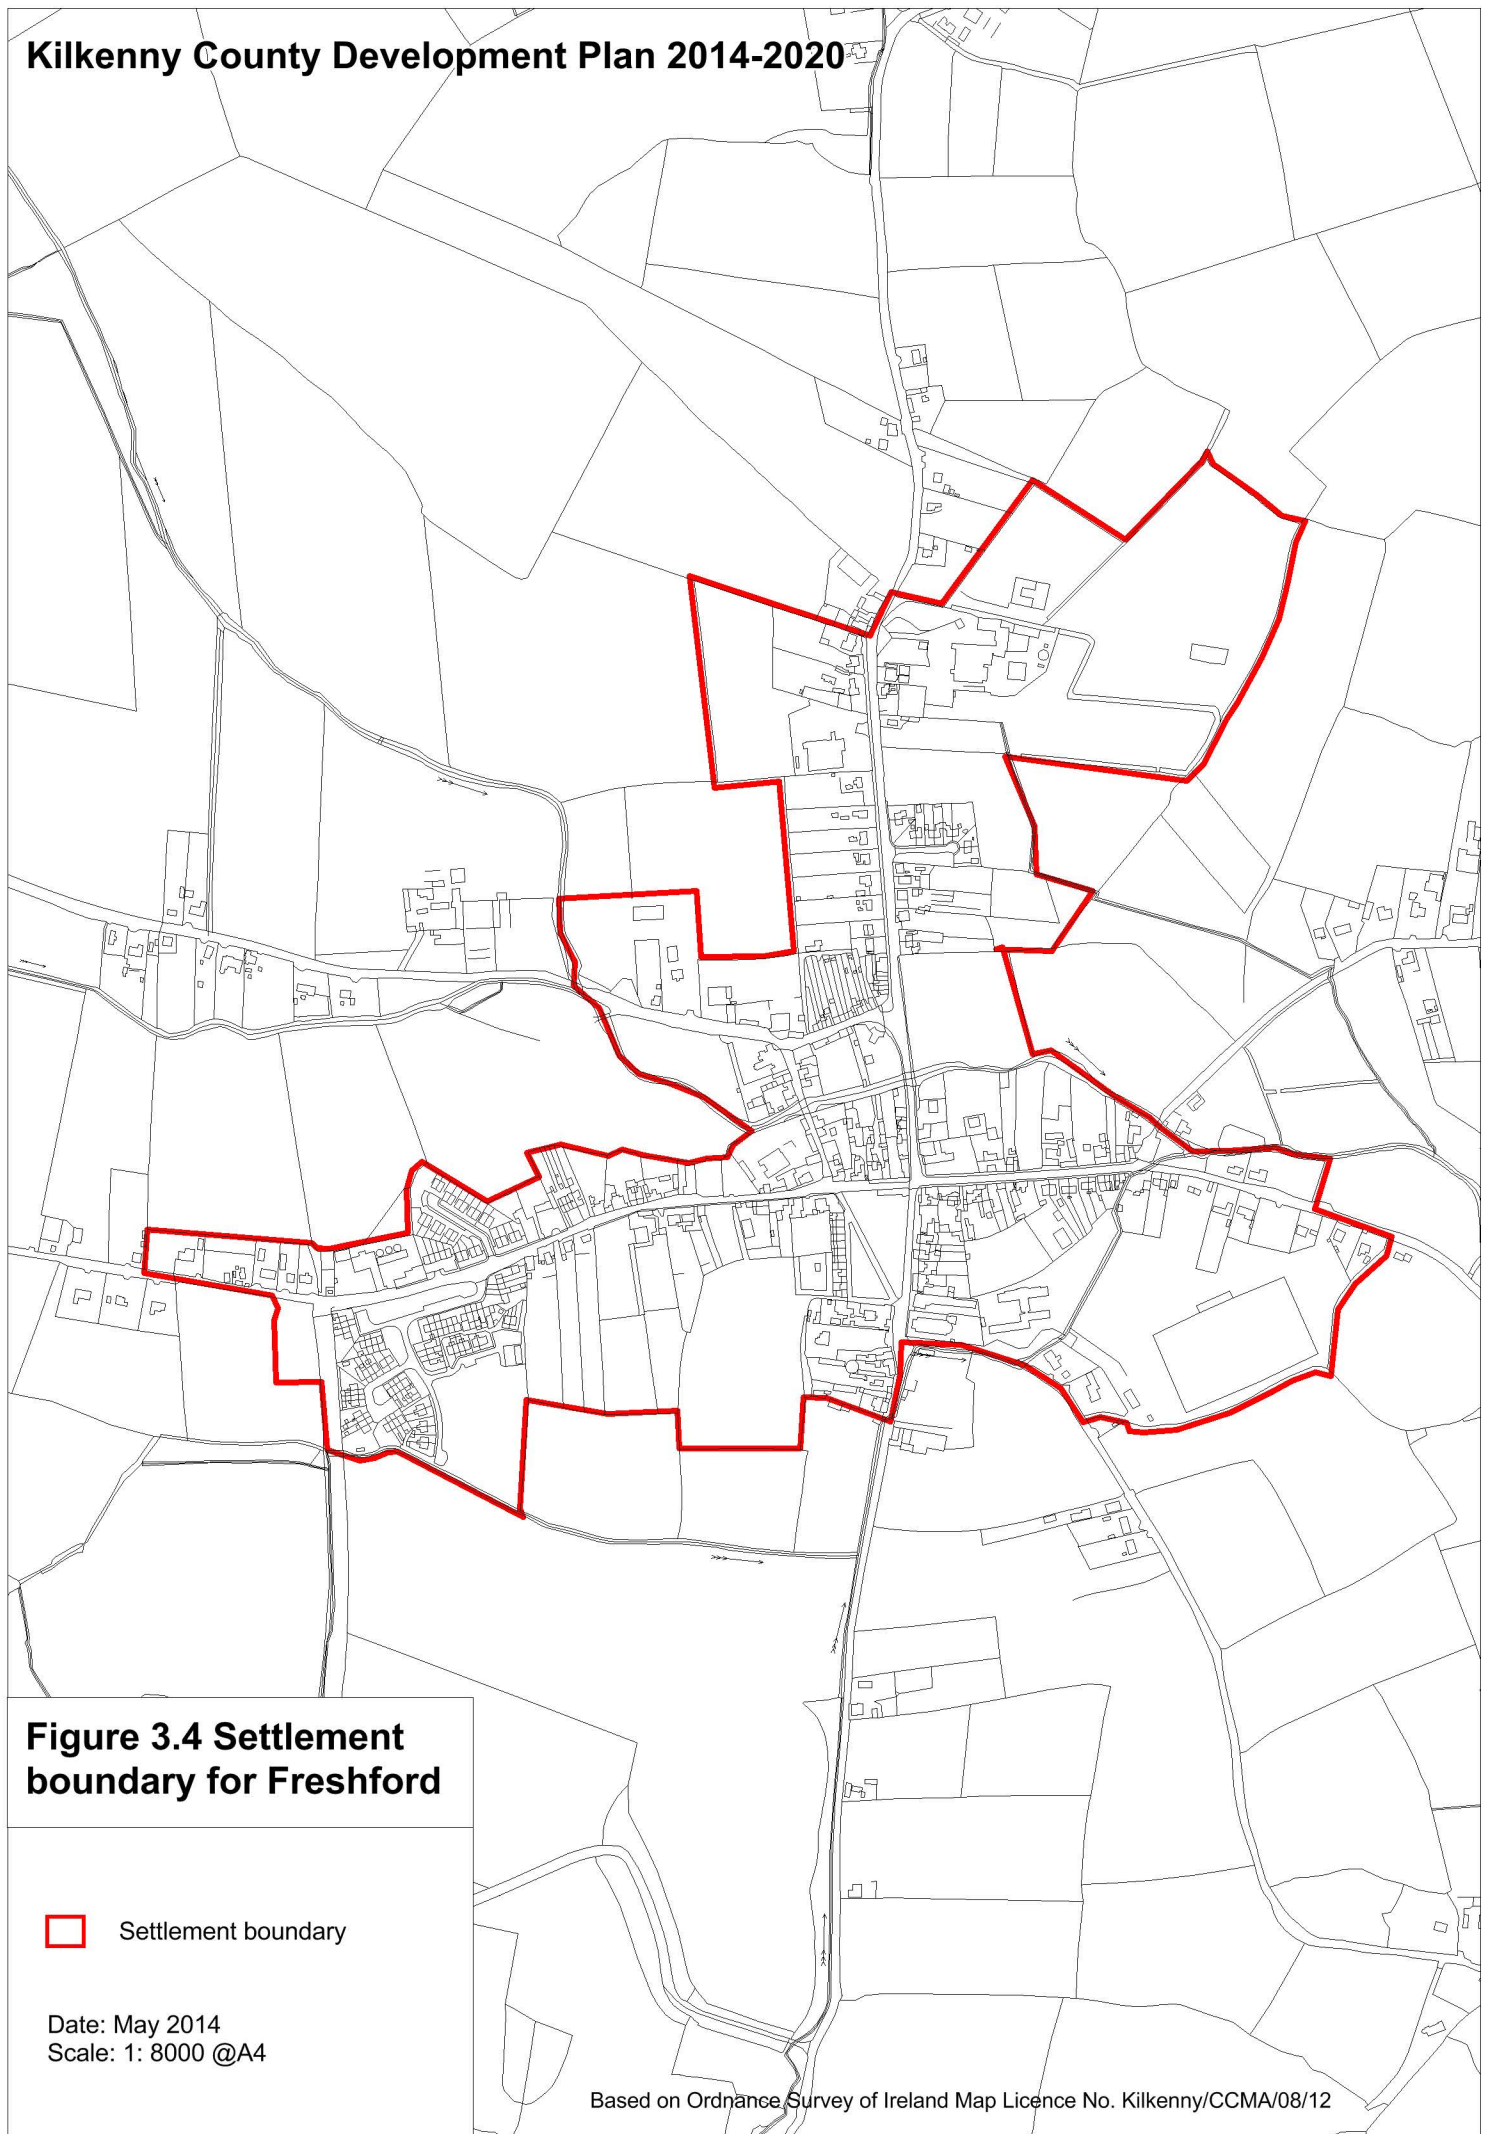 Kilkenny County Development Plan 2014-2020
Figure 3.4 Settlement
boundary for Freshford
Settlement boundary
Date: May 2014
Scale: 1: 8000 @A4
Based on Ordnance Survey of Ireland Map Licence No. Kilkenny/CCMA/08/12